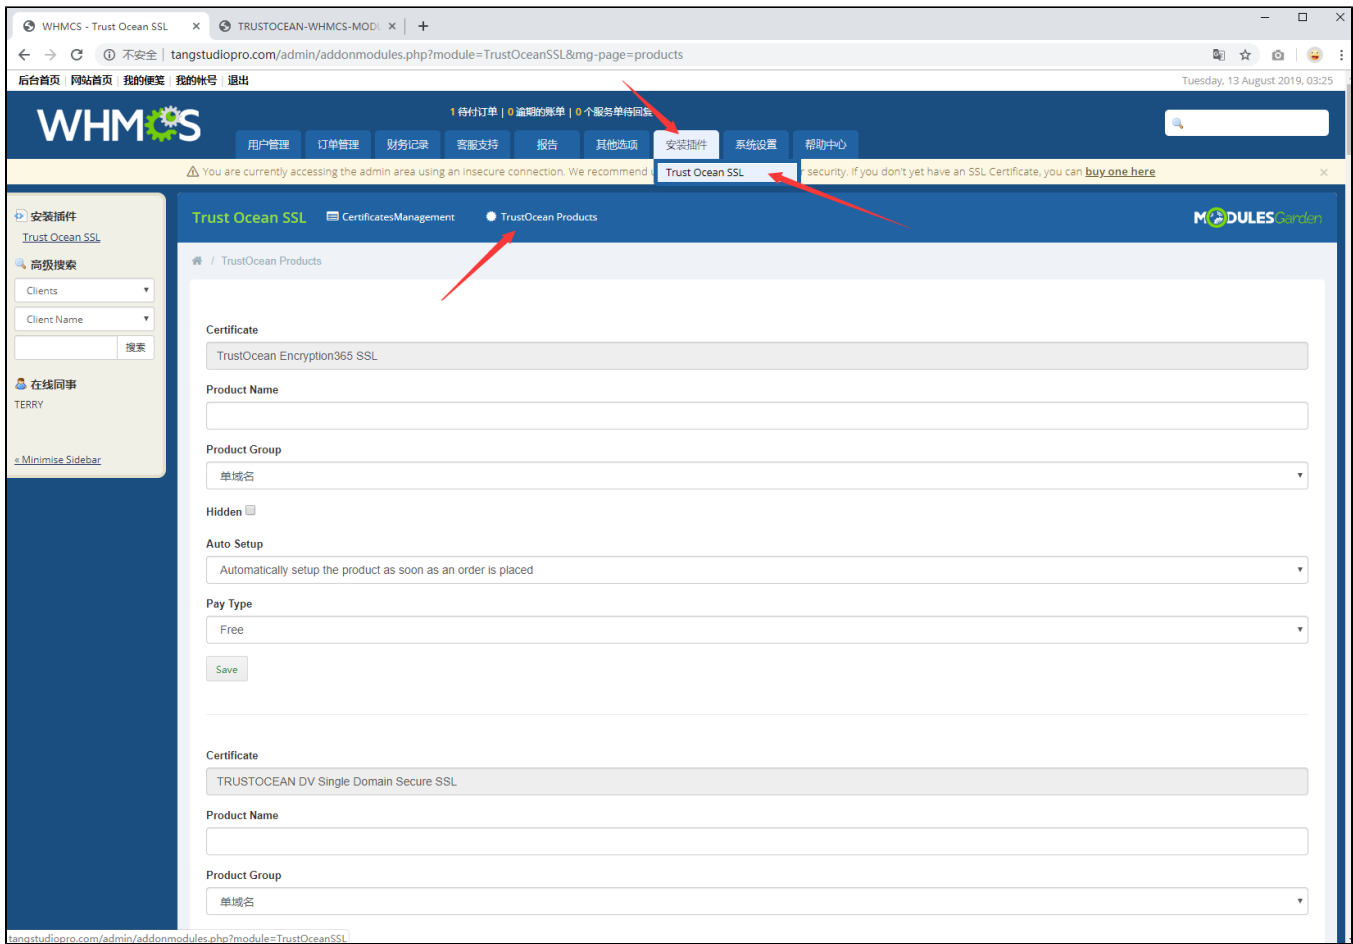 WHMCS - Trust Ocean SSL
TRUSTOCEAN-WHMCS-MODU
不安全 | tangstudiopro.com/admin/addonmodules.php?module=TrustOceanSSL&mg-page=products
后台首页 | 网站首页 | 我的便笺 | 我的帐号 | 退出
Tuesday, 13 August 2019, 03:25
WHMCS
1 待付订单 | 0 逾期的账单 | 0 个服务单待回复
用户管理 订单管理 财务记录 客服支持 报告 其他选项 安装插件 系统设置 帮助中心
You are currently accessing the admin area using an insecure connection. We recommend
Trust Ocean SSL
security. If you don't yet have an SSL Certificate, you can buy one here
安装插件
Trust Ocean SSL
高级搜索
Clients
Client Name
搜索
在线同事
TERRY
« Minimise Sidebar
Trust Ocean SSL CertificatesManagement TrustOcean Products
MODULESGarden
/ TrustOcean Products
Certificate
TrustOcean Encryption365 SSL
Product Name
Product Group
单域名
Hidden
Auto Setup
Automatically setup the product as soon as an order is placed
Pay Type
Free
Save
Certificate
TRUSTOCEAN DV Single Domain Secure SSL
Product Name
Product Group
单域名
tangstudiopro.com/admin/addonmodules.php?module=TrustOceanSSL